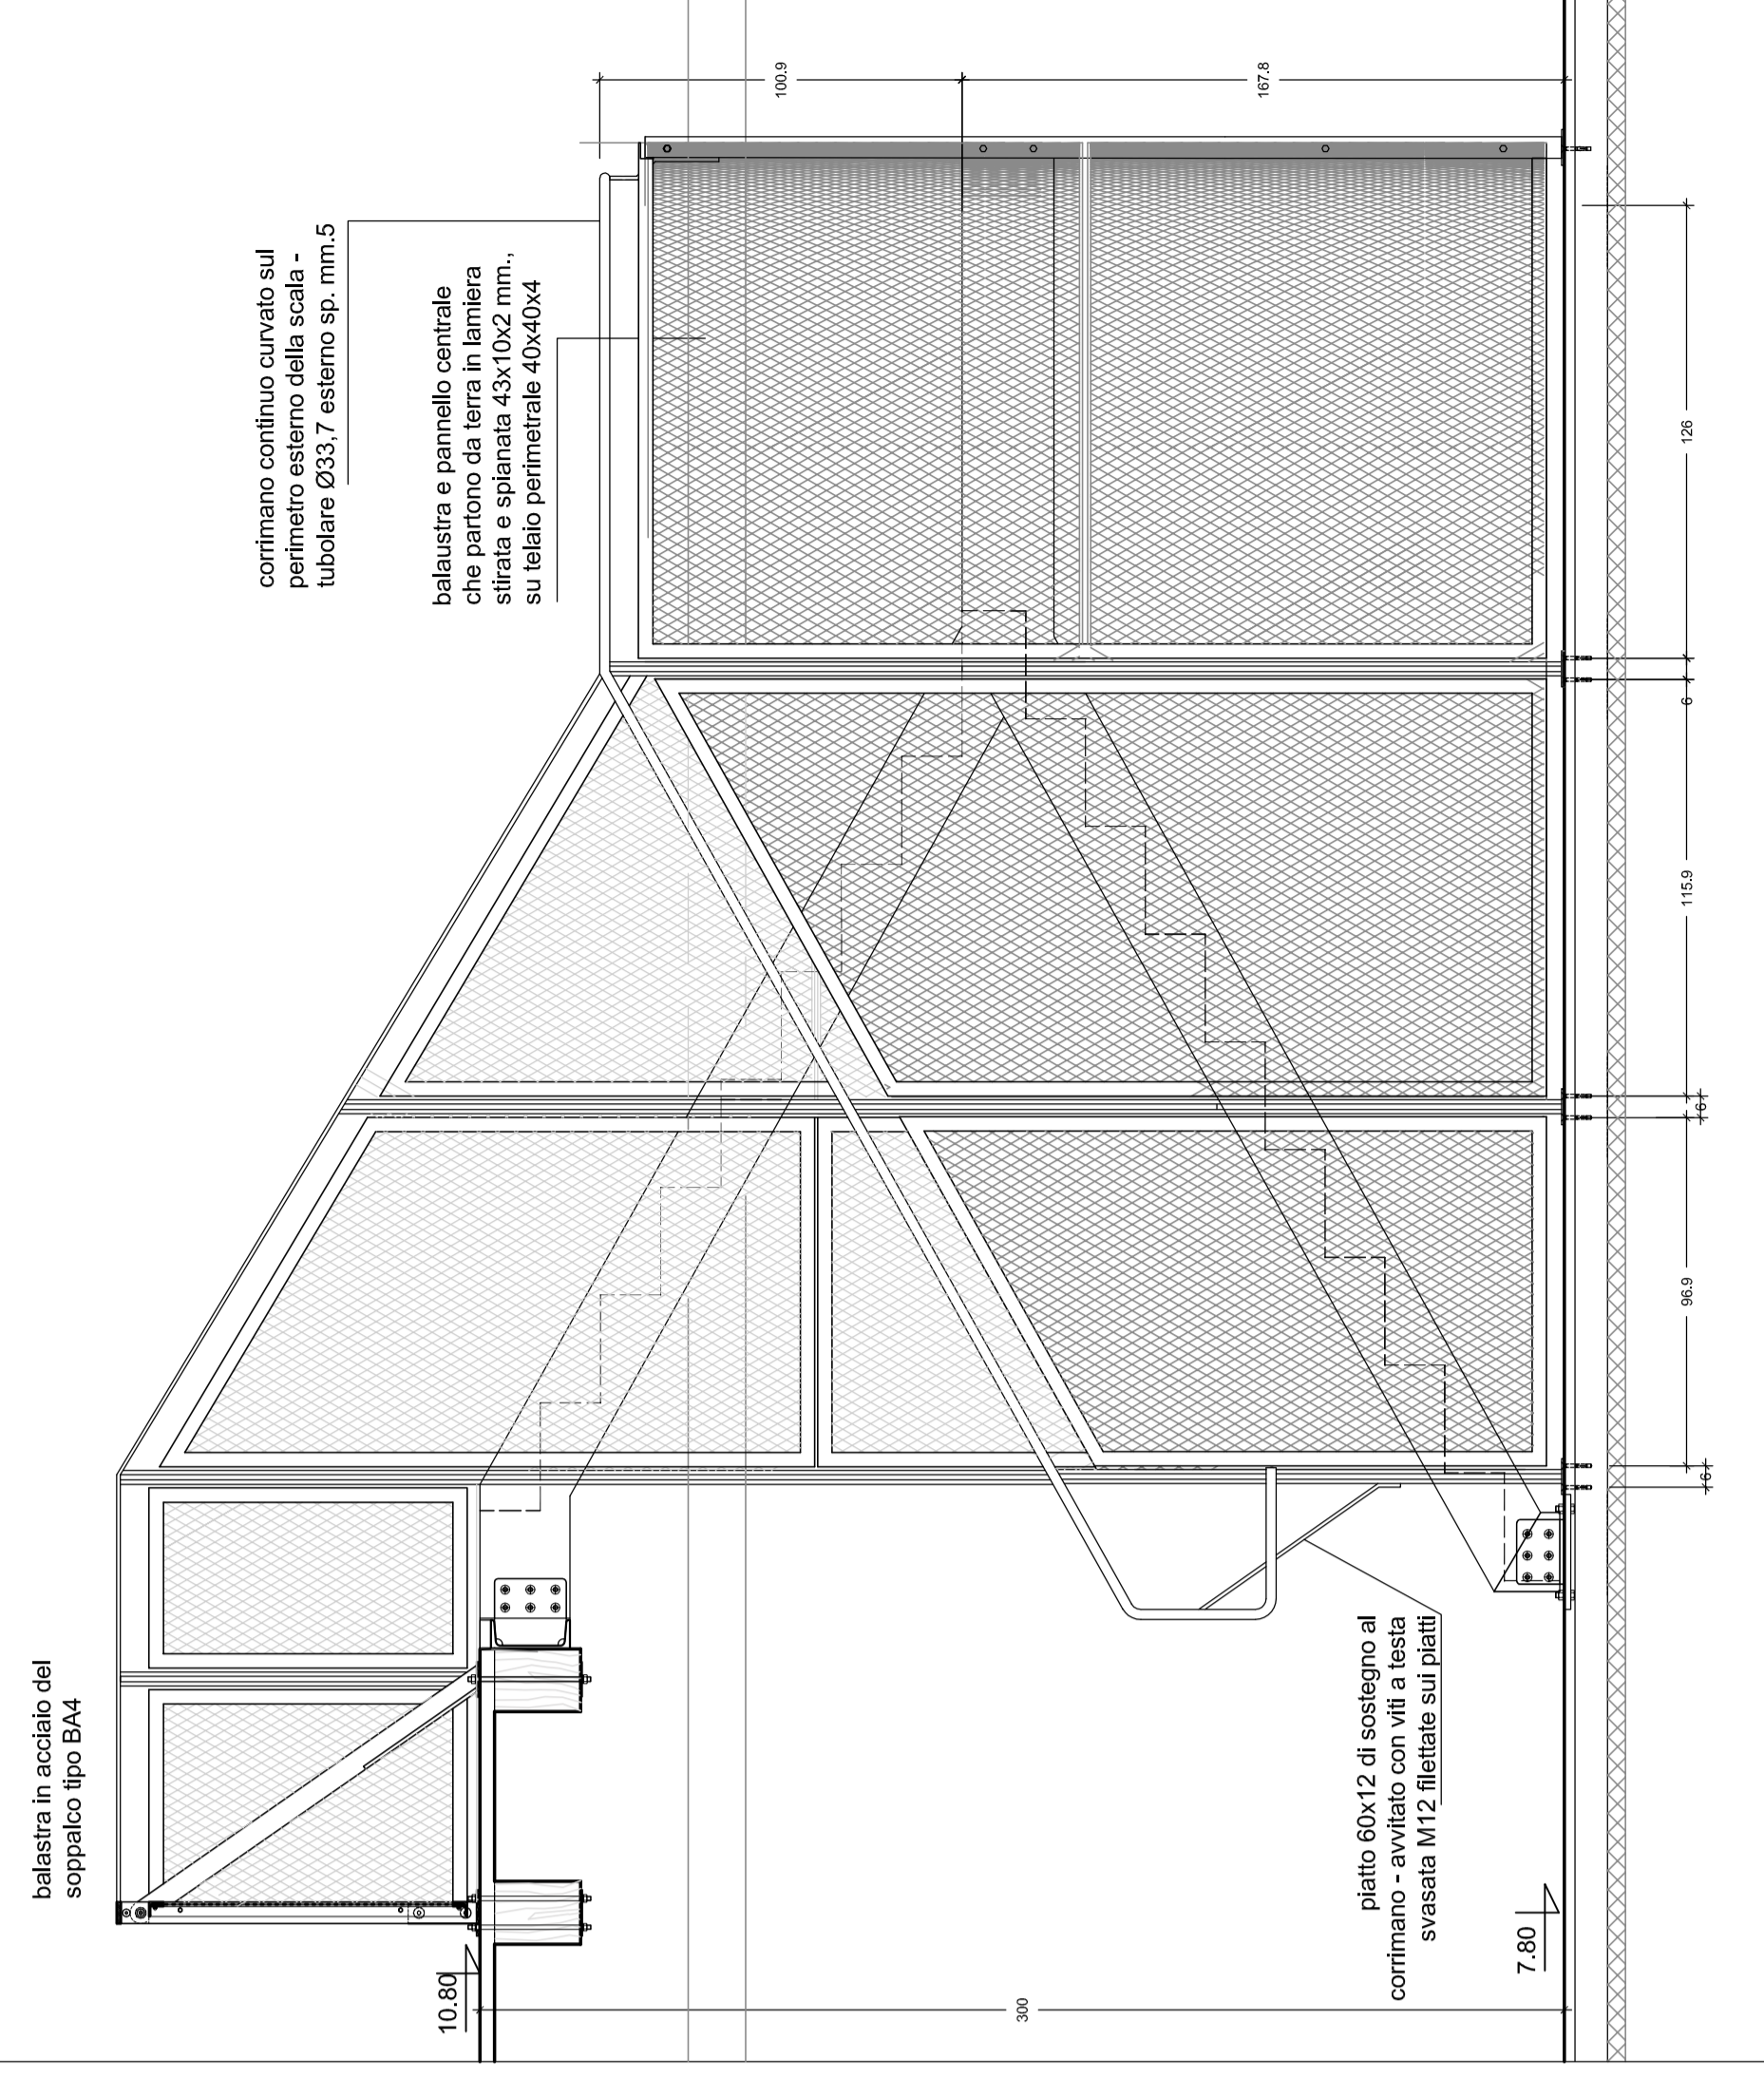 balastra in acciaio del
soppalco tipo BA4
corrimano continuo curvato sul
perimetro esterno della scala -
tubolare Ø33,7 esterno sp. mm.5
balaustra e pannello centrale
che partono da terra in lamiera
stirata e spianata 43x10x2 mm.,
su telaio perimetrale 40x40x4
100.9
167.8
10.80
300
piatto 60x12 di sostegno al
corrimano - avvitato con viti a testa
svasata M12 filettate sui piatti
7.80
6
96.9
6
115.9
6
126